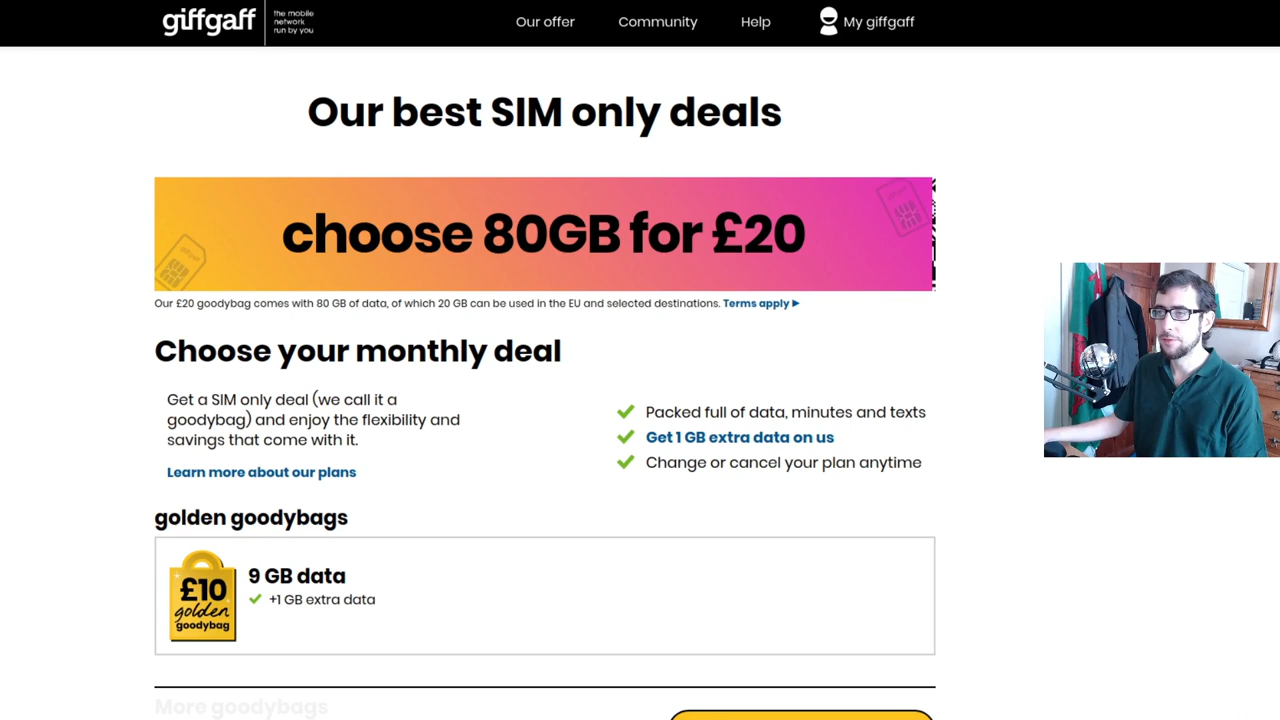 giffgaff
the mobile
network
run by you
Our offer
Community
Help
My giffgaff
Our best SIM only deals
choose 80GB for £20
Our £20 goodybag comes with 80 GB of data, of which 20 GB can be used in the EU and selected destinations. Terms apply
Choose your monthly deal
Get a SIM only deal (we call it a
goodybag) and enjoy the flexibility and
savings that come with it.
Learn more about our plans
Packed full of data, minutes and texts
Get 1 GB extra data on us
Change or cancel your plan anytime
golden goodybags
£10
golden
goodybag
9 GB data
+1 GB extra data
More goodybags